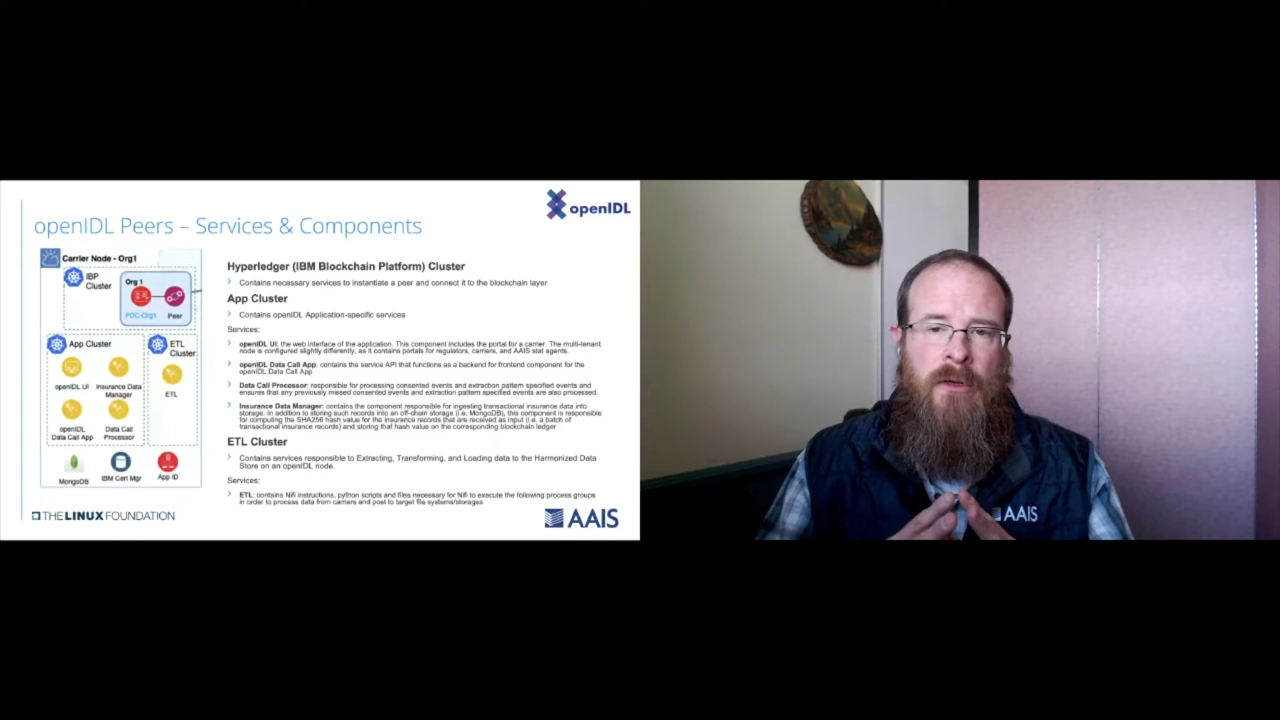 openIDL
openIDL Peers – Services & Components
Carrier Node - Org1
IBP
Cluster
Org 1
PDC-Org1
Peer
App Cluster
ETL
Cluster
openIDL UI
Insurance Data
Manager
ETL
openIDL
Data Call App
Data Call
Processor
MongoDB
IBM Cert Mgr
App ID
Hyperledger (IBM Blockchain Platform) Cluster
Contains necessary services to instantiate a peer and connect it to the blockchain layer
App Cluster
Contains openIDL Application-specific services
Services:
openIDL UI: the web interface of the application. This component includes the portal for a carrier. The multi-tenant
node is configured slightly differently, as it contains portals for regulators, carriers, and AAIS stat agents.
openIDL Data Call App: contains the service API that functions as a backend for frontend component for the
openIDL Data Call App
Data Call Processor: responsible for processing consented events and extraction pattern specified events and
ensures that any previously missed consented events and extraction pattern specified events are also processed.
Insurance Data Manager: contains the component responsible for ingesting transactional insurance data into
storage. In addition to storing such records into an off-chain storage (i.e. MongoDB), this component is responsible
for computing the SHA256 hash value for the insurance records that are received as input (i.e. a batch of
transactional insurance records) and storing that hash value on the corresponding blockchain ledger
ETL Cluster
Contains services responsible to Extracting, Transforming, and Loading data to the Harmonized Data
Store on an openIDL node.
Services:
ETL: contains Nifi instructions, python scripts and files necessary for Nifi to execute the following process groups
in order to process data from carriers and post to target file systems/storages
THE LINUX FOUNDATION
AAIS
AAIS